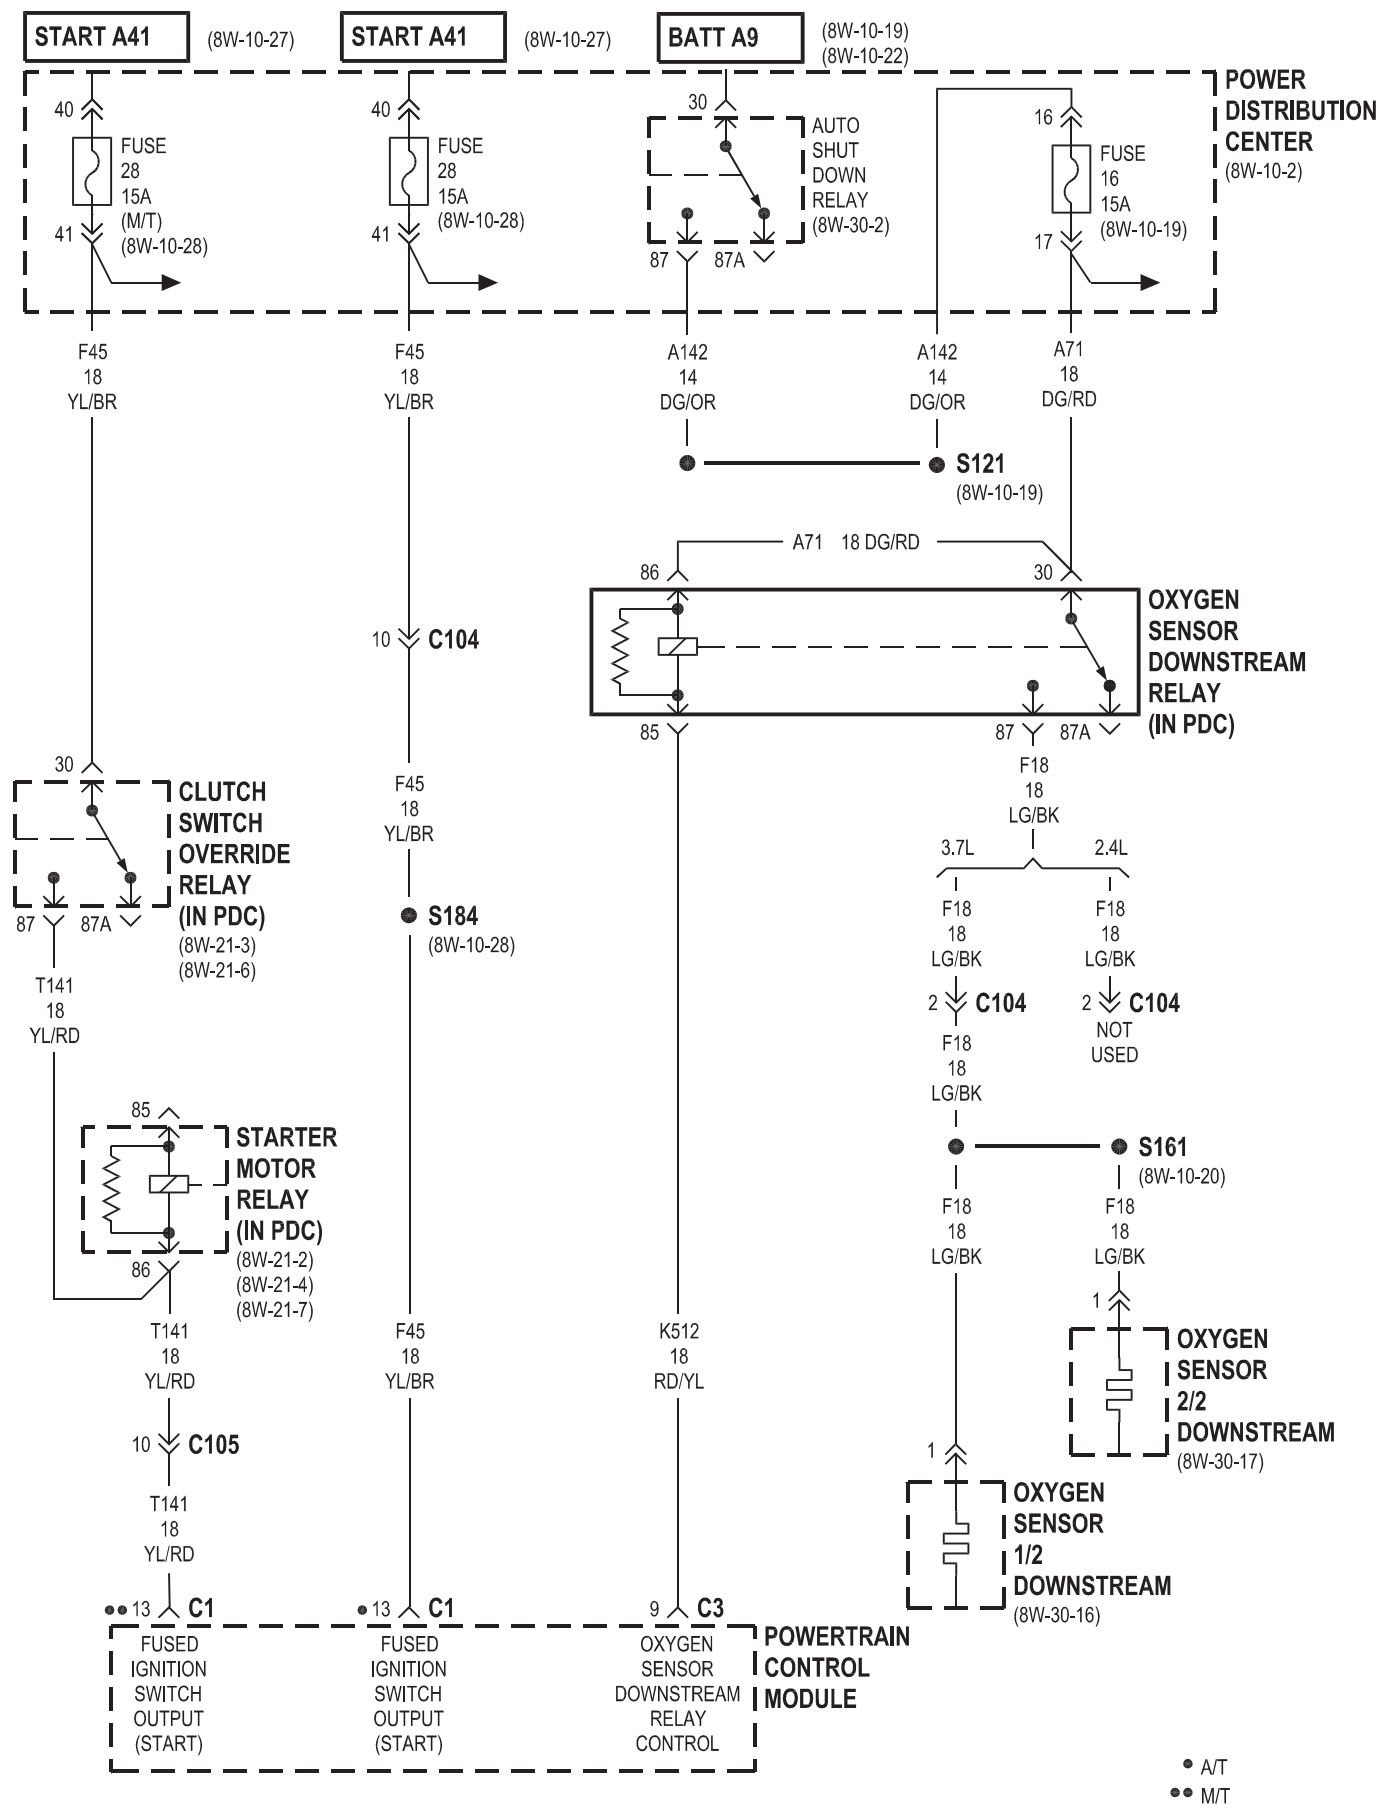 START A41
(8W-10-27)
START A41
(8W-10-27)
BATT A9
(8W-10-19)
(8W-10-22)
POWER
DISTRIBUTION
CENTER
(8W-10-2)
40
FUSE
28
15A
(M/T)
(8W-10-28)
41
40
FUSE
28
15A
(8W-10-28)
41
30
AUTO
SHUT
DOWN
RELAY
(8W-30-2)
87
87A
16
FUSE
16
15A
(8W-10-19)
17
F45
18
YL/BR
F45
18
YL/BR
A142
14
DG/OR
A142
14
DG/OR
A71
18
DG/RD
S121
(8W-10-19)
A71 18 DG/RD
86
30
OXYGEN
SENSOR
DOWNSTREAM
RELAY
(IN PDC)
85
87
87A
10
C104
30
CLUTCH
SWITCH
OVERRIDE
RELAY
(IN PDC)
(8W-21-3)
(8W-21-6)
87
87A
F45
18
YL/BR
S184
(8W-10-28)
F18
18
LG/BK
3.7L
2.4L
F18
18
LG/BK
F18
18
LG/BK
2
C104
2
C104
NOT
USED
F18
18
LG/BK
T141
18
YL/RD
85
STARTER
MOTOR
RELAY
(IN PDC)
(8W-21-2)
(8W-21-4)
(8W-21-7)
86
S161
(8W-10-20)
F18
18
LG/BK
F18
18
LG/BK
1
OXYGEN
SENSOR
2/2
DOWNSTREAM
(8W-30-17)
T141
18
YL/RD
F45
18
YL/BR
K512
18
RD/YL
10
C105
T141
18
YL/RD
1
OXYGEN
SENSOR
1/2
DOWNSTREAM
(8W-30-16)
●● 13
C1
● 13
C1
9
C3
FUSED
IGNITION
SWITCH
OUTPUT
(START)
FUSED
IGNITION
SWITCH
OUTPUT
(START)
OXYGEN
SENSOR
DOWNSTREAM
RELAY
CONTROL
POWERTRAIN
CONTROL
MODULE
● A/T
●● M/T